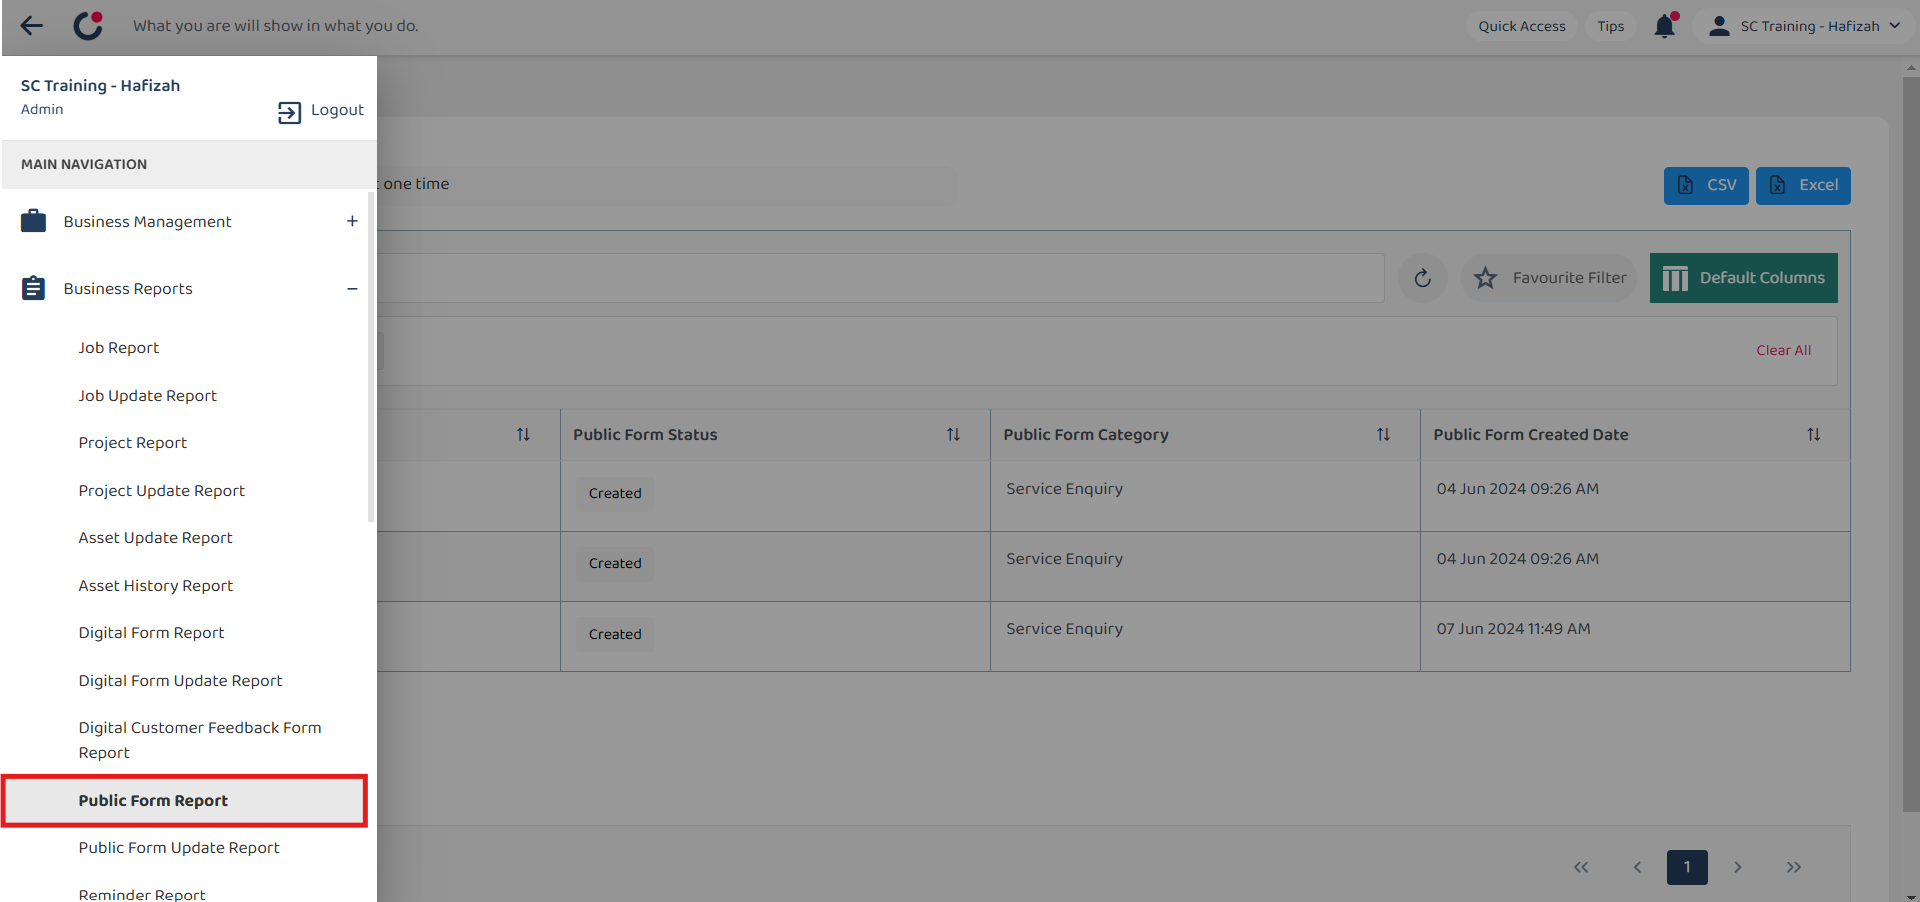 What you are will show in what you do.
Quick Access
Tips
SC Training - Hafizah
SC Training - Hafizah
Admin
Logout
MAIN NAVIGATION
Business Management
Business Reports
Job Report
Job Update Report
Project Report
Project Update Report
Asset Update Report
Asset History Report
Digital Form Report
Digital Form Update Report
Digital Customer Feedback Form
Report
Public Form Report
Public Form Update Report
Reminder Report
one time
CSV
Excel
Favourite Filter
Default Columns
Clear All
Public Form Status
Public Form Category
Public Form Created Date
Created
Service Enquiry
04 Jun 2024 09:26 AM
Created
Service Enquiry
04 Jun 2024 09:26 AM
Created
Service Enquiry
07 Jun 2024 11:49 AM
1